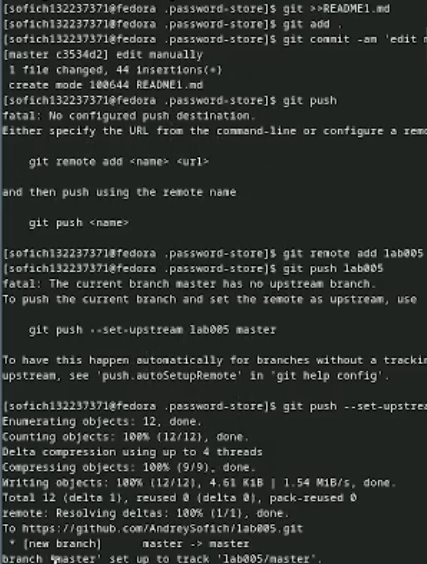 [sofich132237371@fedora .password-store]$ git >>README1.md
[sofich132237371@fedora .password-store]$ git add .
[sofich132237371@fedora .password-store]$ git commit -am 'edit
[master c3534d2] edit manually
1 file changed, 44 insertions(+)
create mode 100644 README1.md
[sofich132237371@fedora .password-store]$ git push
fatal: No configured push destination.
Either specify the URL from the command-line or configure a
git remote add <name> <url>
and then push using the remote name
git push <name>
[sofich132237371@fedora .password-store]$ git remote add lab005
[sofich132237371@fedora .password-store]$ git push lab005
fatal: The current branch master has no upstream branch.
To push the current branch and set the remote as upstream, use
git push --set-upstream lab005 master
To have this happen automatically for branches without a
upstream, see 'push.autoSetupRemote' in 'git help config'.
[sofich132237371@fedora .password-store]$ git push
Enumerating objects: 12, done.
Counting objects: 100% (12/12), done.
Delta compression using up to 4 threads
Compressing objects: 100% (9/9), done.
Writing objects: 100% (12/12), 4.61 KiB | 1.54 MiB/s, done.
Total 12 (delta 1), reused 0 (delta 0), pack-reused 0
remote: Resolving deltas: 100% (1/1), done.
To https://github.com/AndreySofich/lab005.git
* [new branch] master -> master
branch 'master' set up to track 'lab005/master'.